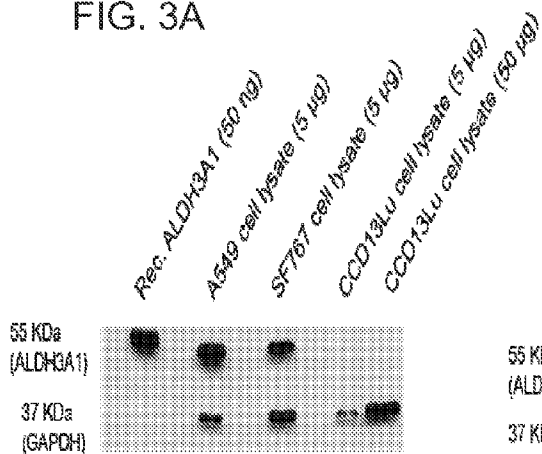 FIG. 3A
Rec. ALDH3A1 (50 ng)
A549 cell lysate (5 µg)
SF767 cell lysate (5 µg)
CCD13Lu cell lysate (5 µg)
CCD13Lu cell lysate (50 µg)
55 KDa
(ALDH3A1)
37 KDa
(GAPDH)
55 K
(ALD
37 K